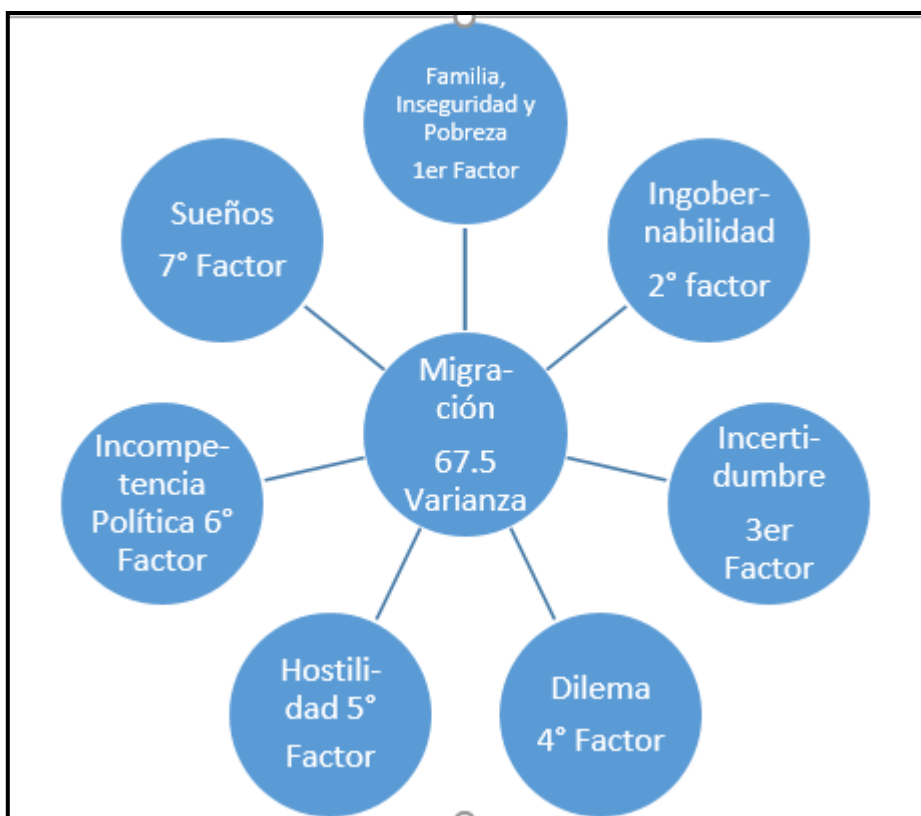 Familia,
Inseguridad y
Pobreza
1er Factor
Ingober-
nabilidad
2° factor
Incerti-
dumbre
3er
Factor
Dilema
4° Factor
Hostili-
dad 5°
Factor
Incompe-
tencia
Política 6°
Factor
Sueños
7° Factor
Migra-
ción
67.5
Varianza